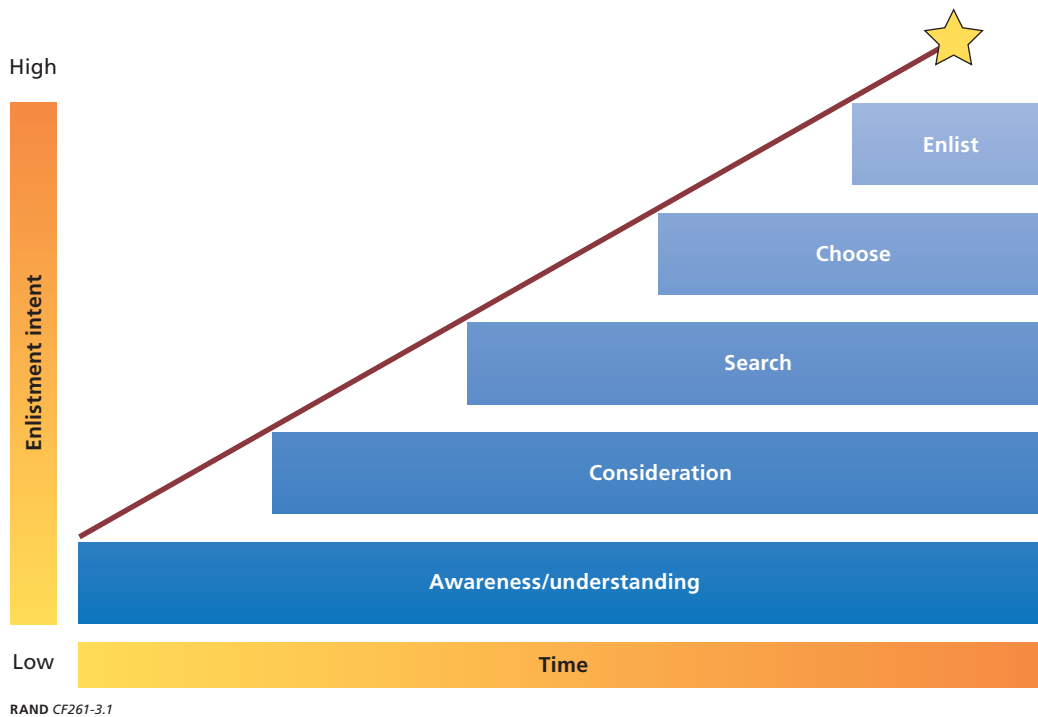 High
Enlist
Choose
Enlistment intent
Search
Consideration
Awareness/understanding
Low
Time
RAND CF261-3.1